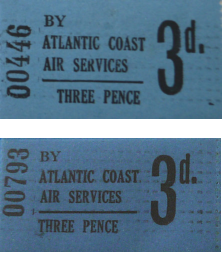 00446
BY
ATLANTIC COAST
AIR SERVICES
THREE PENCE
3d.
00793
BY
ATLANTIC COAST
AIR SERVICES
THREE PENCE
3d.